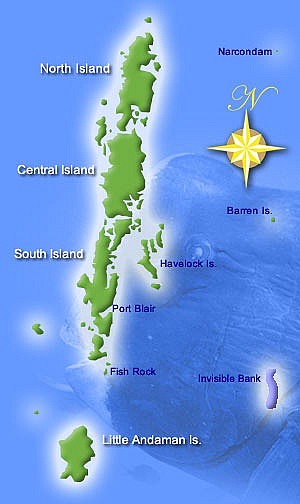 Narcondam
North Island
N
Central Island
Barren Is.
South Island
Havelock Is.
Port Blair
Fish Rock
Invisible Bank
Little Andaman Is.